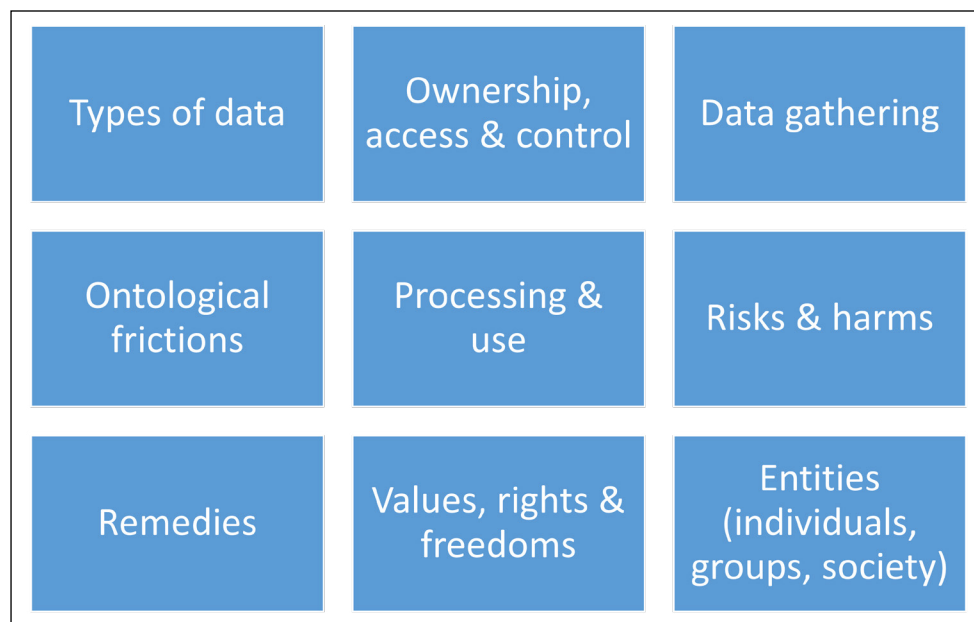 Types of data
Ownership,
access & control
Data gathering
Ontological
frictions
Processing &
use
Risks & harms
Remedies
Values, rights &
freedoms
Entities
(individuals,
groups, society)